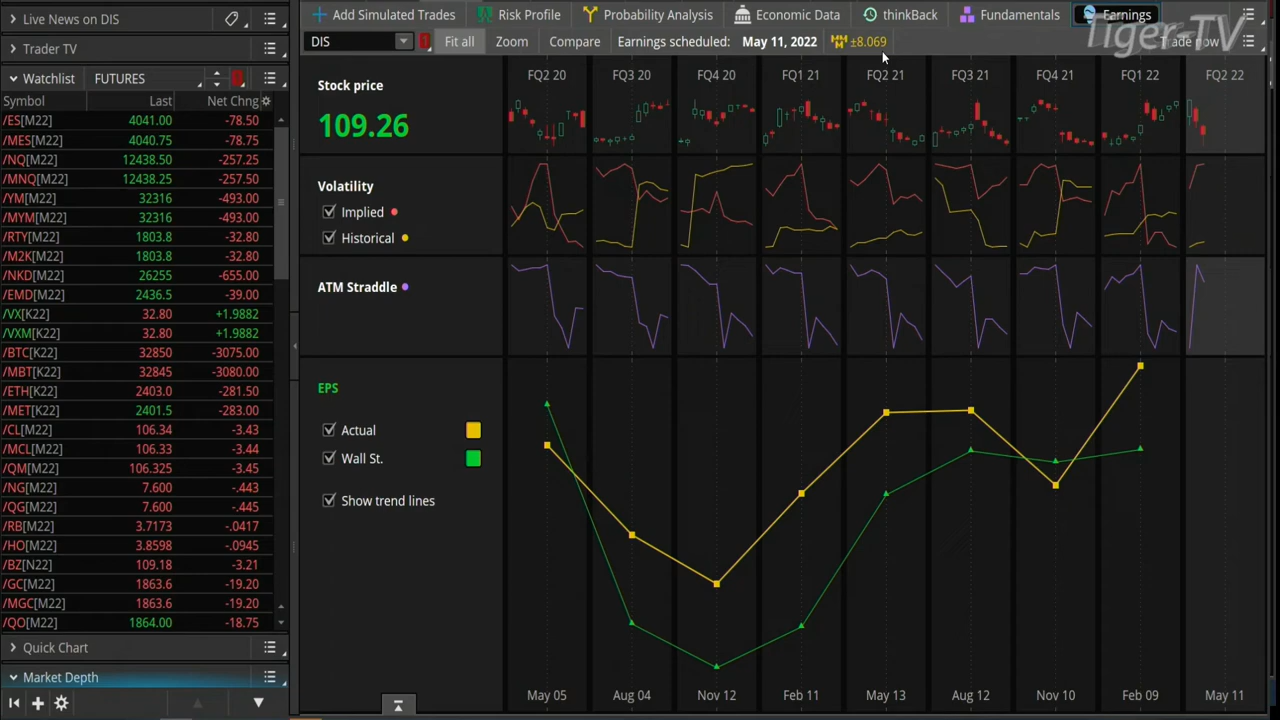 Live News on DIS
Add Simulated Trades
Risk Profile
Probability Analysis
Economic Data
thinkBack
Fundamentals
Earnings
Tiger-TV
Trader TV
DIS
Fit all
Zoom
Compare
Earnings scheduled: May 11, 2022
MMM ±8.069
Trade now
Watchlist
FUTURES
Symbol Last Net Chng
/ES[M22] 4041.00 -78.50
/MES[M22] 4040.75 -78.75
/NQ[M22] 12438.50 -257.25
/MNQ[M22] 12438.25 -257.50
/YM[M22] 32316 -493.00
/MYM[M22] 32316 -493.00
/RTY[M22] 1803.8 -32.80
/M2K[M22] 1803.8 -32.80
/NKD[M22] 26255 -655.00
/EMD[M22] 2436.5 -39.00
/VX[K22] 32.80 +1.9882
/VXM[K22] 32.80 +1.9882
/BTC[K22] 32850 -3075.00
/MBT[K22] 32845 -3080.00
/ETH[K22] 2403.0 -281.50
/MET[K22] 2401.5 -283.00
/CL[M22] 106.34 -3.43
/MCL[M22] 106.33 -3.44
/QM[M22] 106.325 -3.45
/NG[M22] 7.600 -.443
/QG[M22] 7.600 -.445
/RB[M22] 3.7173 -.0417
/HO[M22] 3.8598 -.0945
/BZ[N22] 109.18 -3.21
/GC[M22] 1863.6 -19.20
/MGC[M22] 1863.6 -19.20
/QO[M22] 1864.00 -18.75
Quick Chart
Market Depth
FQ2 20 FQ3 20 FQ4 20 FQ1 21 FQ2 21 FQ3 21 FQ4 21 FQ1 22 FQ2 22
Stock price
109.26
Volatility
Implied
Historical
ATM Straddle
EPS
Actual
Wall St.
Show trend lines
May 05 Aug 04 Nov 12 Feb 11 May 13 Aug 12 Nov 10 Feb 09 May 11